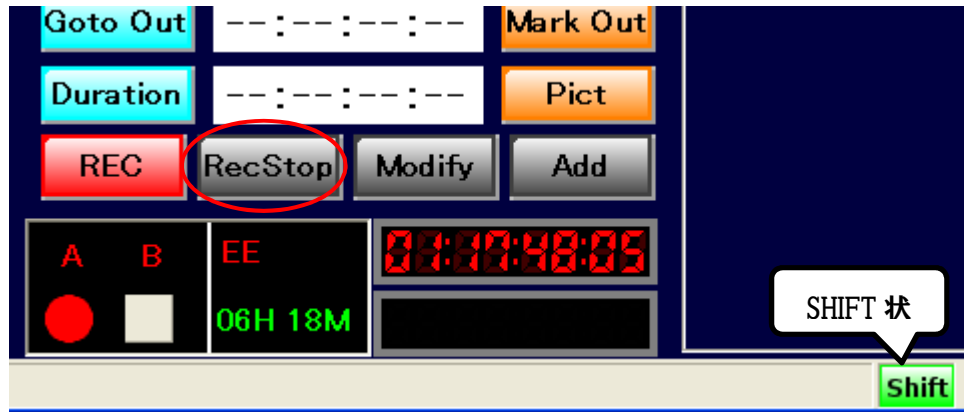 Goto Out --:--:--:-- Mark Out
Duration --:--:--:-- Pict
REC RecStop Modify Add
A B EE 01:17:48:05
06H 18M
SHIFT 状
Shift